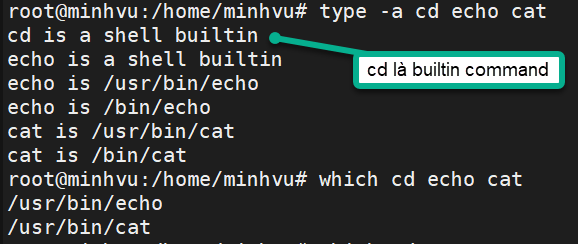 root@minhvu:/home/minhvu# type -a cd echo cat
cd is a shell builtin
echo is a shell builtin
cd là builtin command
echo is /usr/bin/echo
echo is /bin/echo
cat is /usr/bin/cat
cat is /bin/cat
root@minhvu:/home/minhvu# which cd echo cat
/usr/bin/echo
/usr/bin/cat